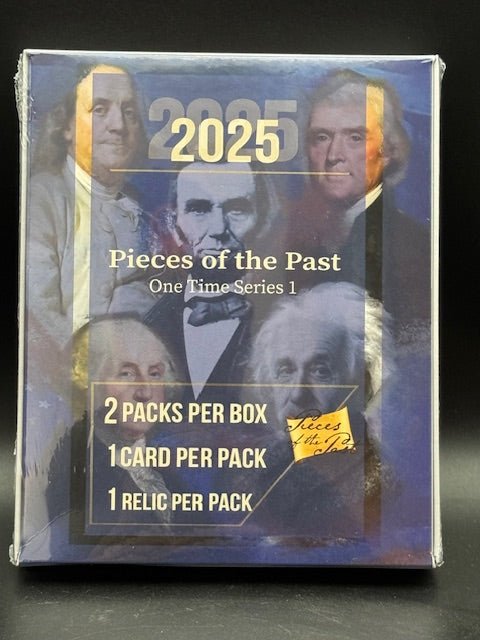 2025
2025
Pieces of the Past
One Time Series 1
2 PACKS PER BOX
1 CARD PER PACK
1 RELIC PER PACK
Pieces
of the Past